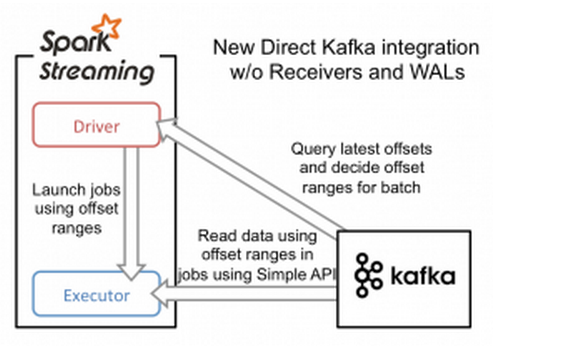 Spark
Streaming
New Direct Kafka integration
w/o Receivers and WALs
Driver
Query latest offsets
and decide offset
ranges for batch
Launch jobs
using offset
ranges
Read data using
offset ranges in
jobs using Simple API
kafka
Executor